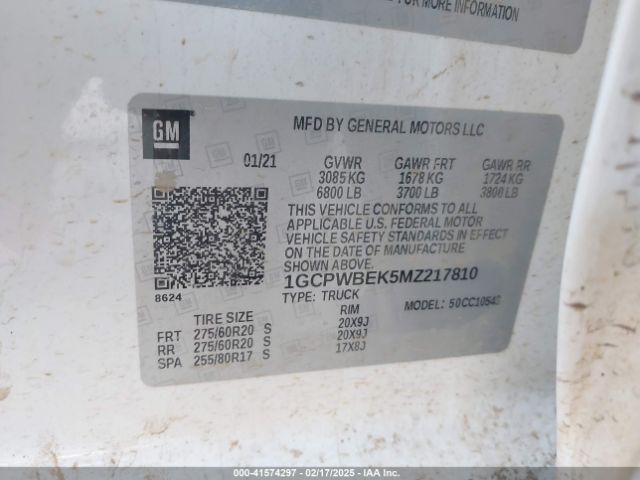 FOR MORE INFORMATION
GM
MFD BY GENERAL MOTORS LLC
01/21 GVWR GAWR FRT GAWR RR
3085 KG 1678 KG 1724 KG
6800 LB 3700 LB 3800 LB
THIS VEHICLE CONFORMS TO ALL
APPLICABLE U.S. FEDERAL MOTOR
VEHICLE SAFETY STANDARDS IN EFFECT
ON THE DATE OF MANUFACTURE
SHOWN ABOVE.
8624
1GCPWBEK5MZ217810
TYPE: TRUCK MODEL: 50CC10543
TIRE SIZE RIM
FRT 275/60R20 S 20X9J
RR 275/60R20 S 20X9J
SPA 255/80R17 S 17X8J
000-41574297 - 02/17/2025 - IAAI.COM